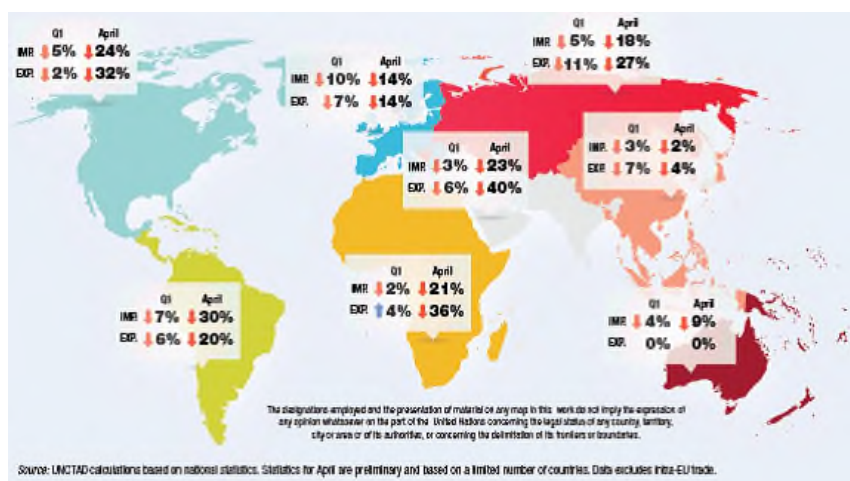 Q1 April
IMP. ↓5% ↓24%
EXP. ↓2% ↓32%
Q1 April
IMP. ↓10% ↓14%
EXP. ↓7% ↓14%
Q1 April
IMP. ↓5% ↓18%
EXP. ↓11% ↓27%
Q1 April
IMP. ↓3% ↓23%
EXP. ↓6% ↓40%
Q1 April
IMP. ↓3% ↓2%
EXP. ↓7% ↓4%
Q1 April
IMP. ↓7% ↓30%
EXP. ↓6% ↓20%
Q1 April
IMP. ↓2% ↓21%
EXP. ↑4% ↓36%
Q1 April
IMP. ↓4% ↓9%
EXP. 0% 0%
The designations employed and the presentation of material on any map in this work do not imply the expression of
any opinion whatsoever on the part of the United Nations concerning the legal status of any country, territory,
city or area or of its authorities, or concerning the delimitation of its frontiers or boundaries.
Source: UNCTAD calculations based on national statistics. Statistics for April are preliminary and based on a limited number of countries. Data excludes intra-EU trade.